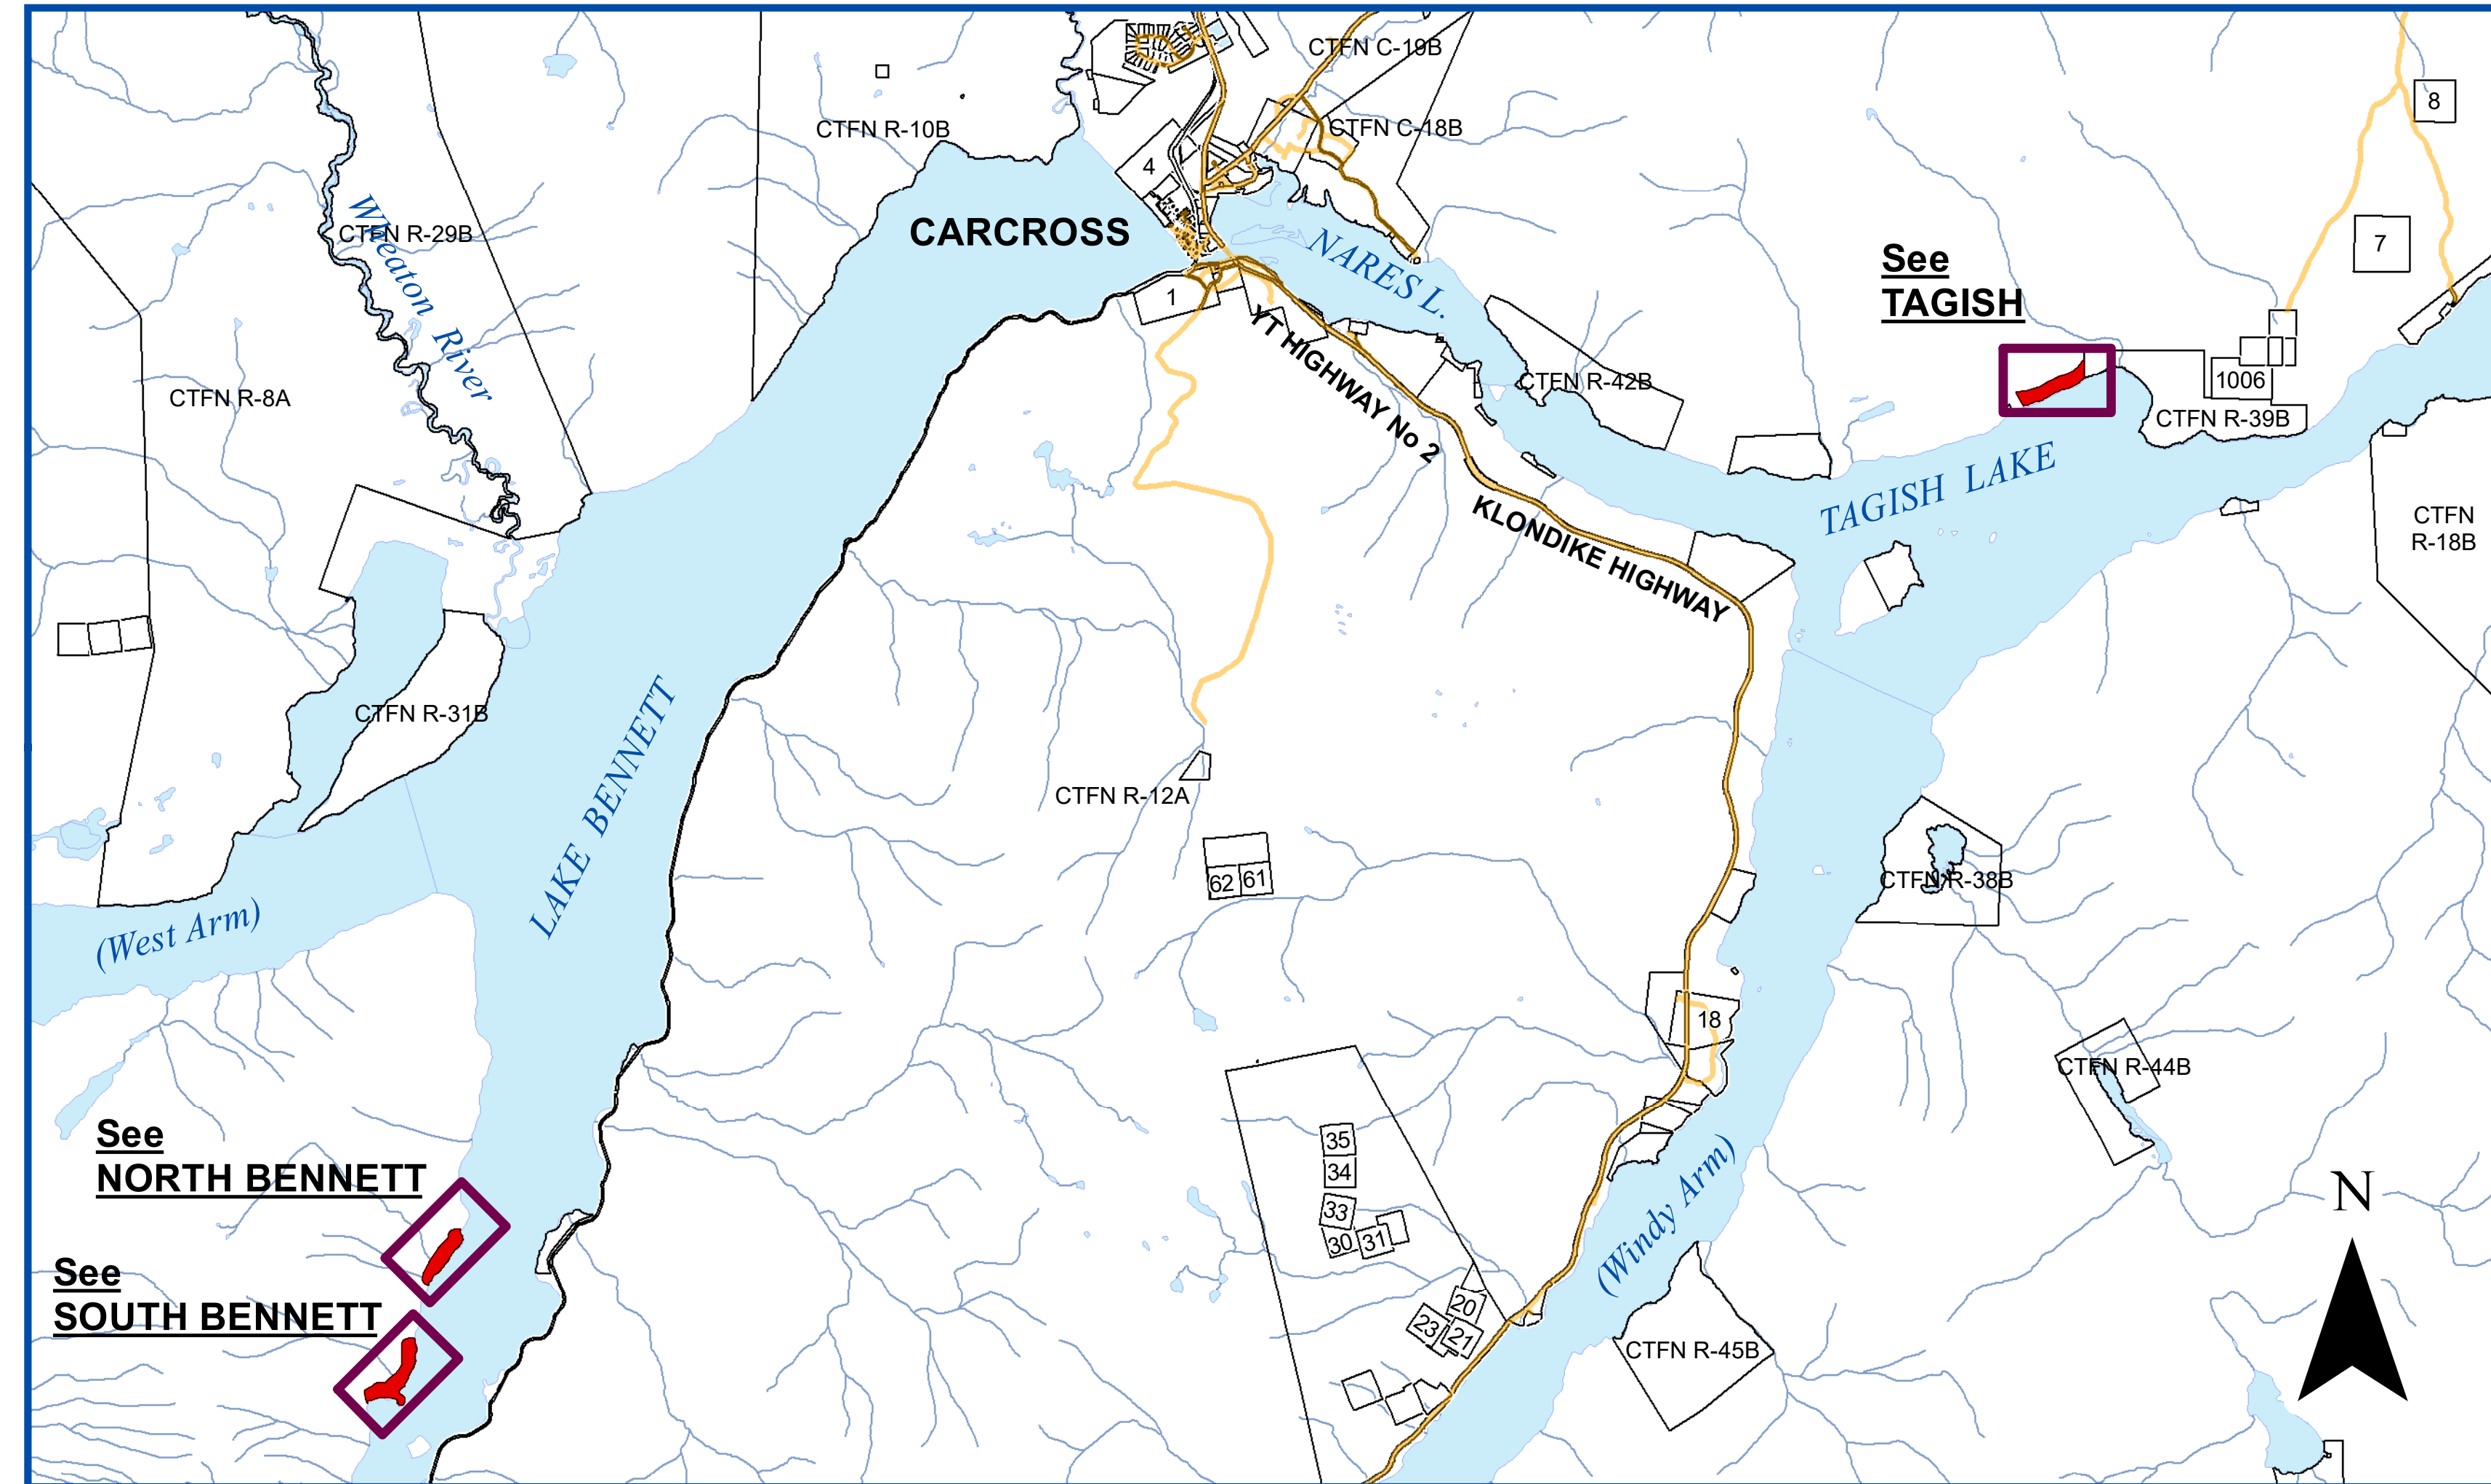 CTFN C-19B
8
CTFN R-10B
CTFN C-18B
4
CARCROSS
CTFN R-29B
Wheaton River
NARES L.
7
See
TAGISH
1
YT HIGHWAY No 2
CTFN R-42B
1006
CTFN R-8A
CTFN R-39B
TAGISH LAKE
KLONDIKE HIGHWAY
CTFN
R-18B
CTFN R-31B
LAKE BENNETT
CTFN R-12A
62
61
CTFN R-38B
(West Arm)
18
CTFN R-44B
See
NORTH BENNETT
35
34
33
30
31
(Windy Arm)
N
See
SOUTH BENNETT
20
23
21
CTFN R-45B